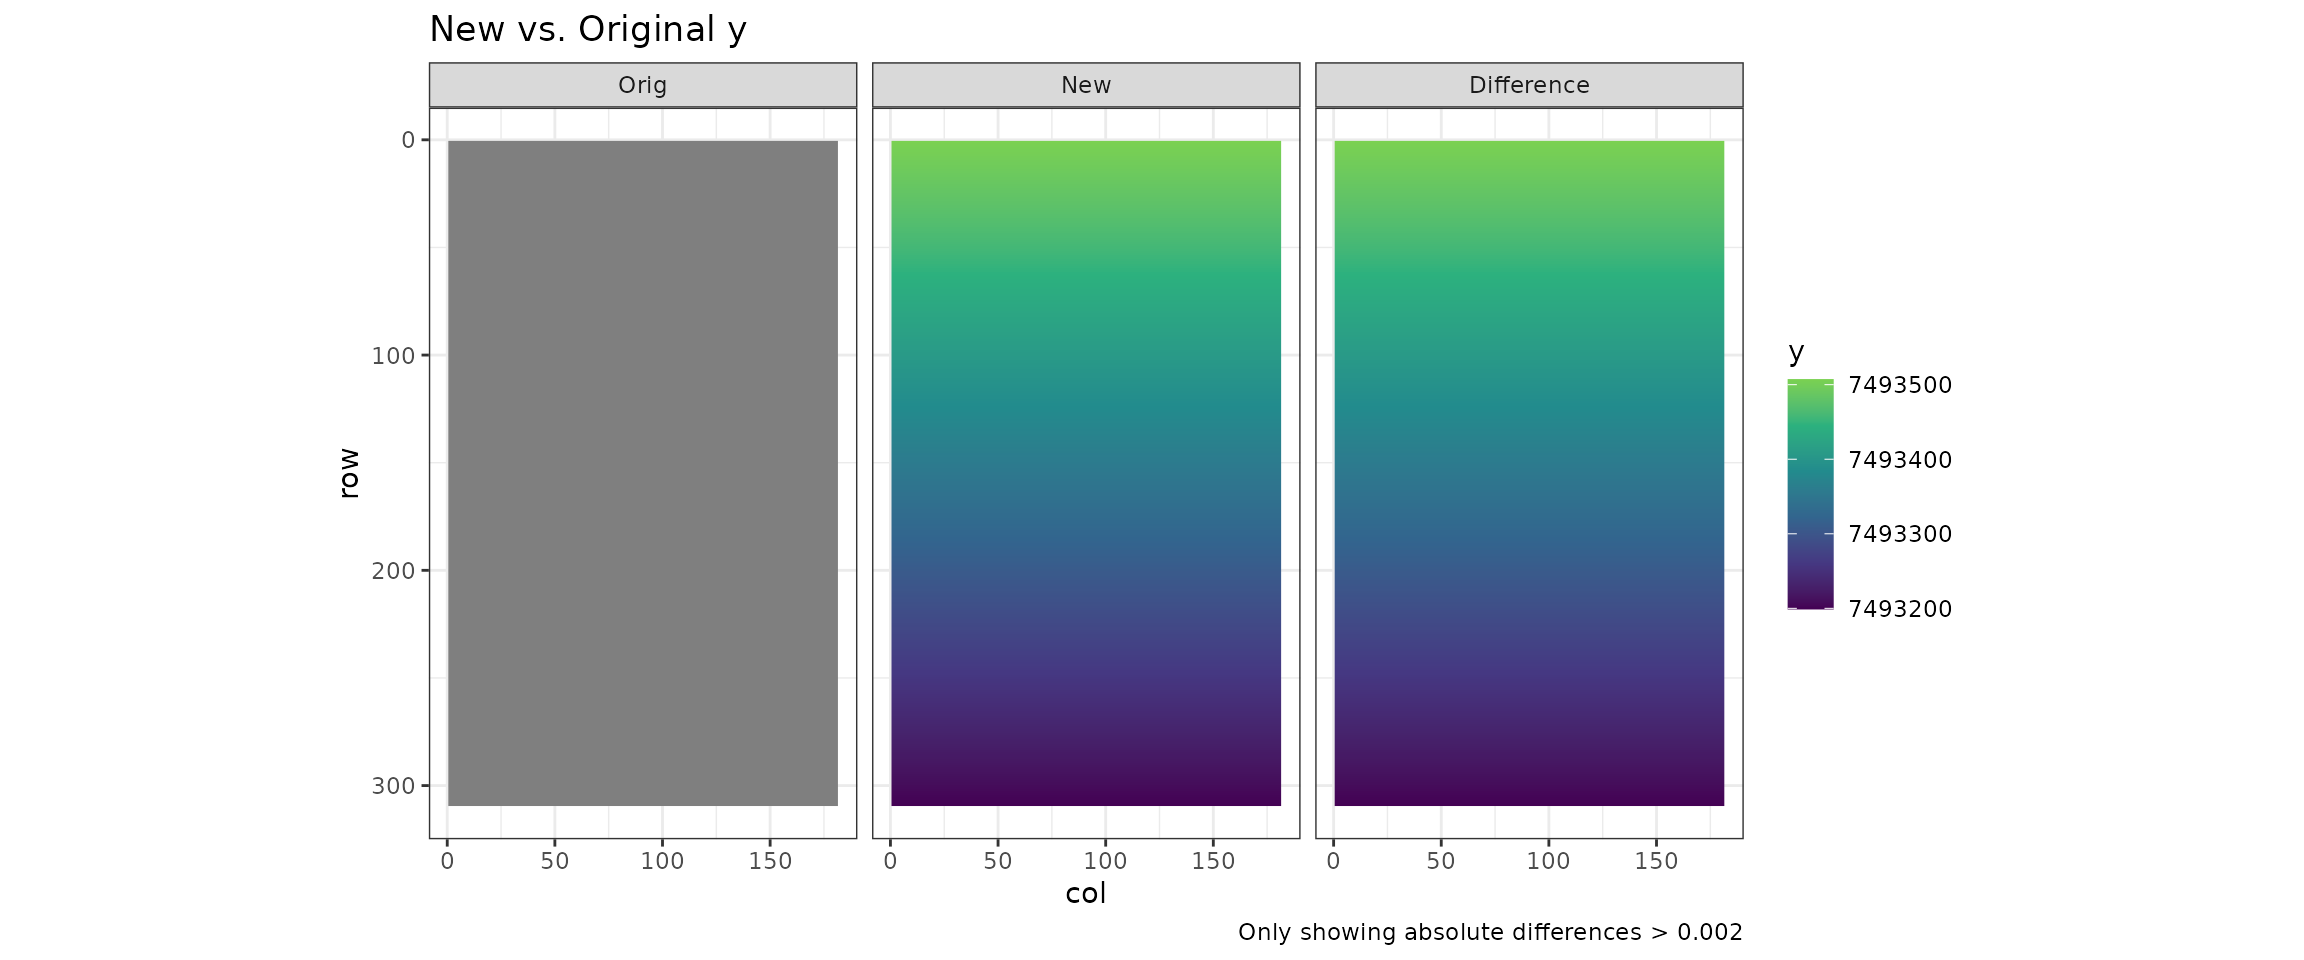 New vs. Original y
Orig
New
Difference
0
100
200
300
row
0 50 100 150
0 50 100 150
0 50 100 150
col
y
7493500
7493400
7493300
7493200
Only showing absolute differences > 0.002